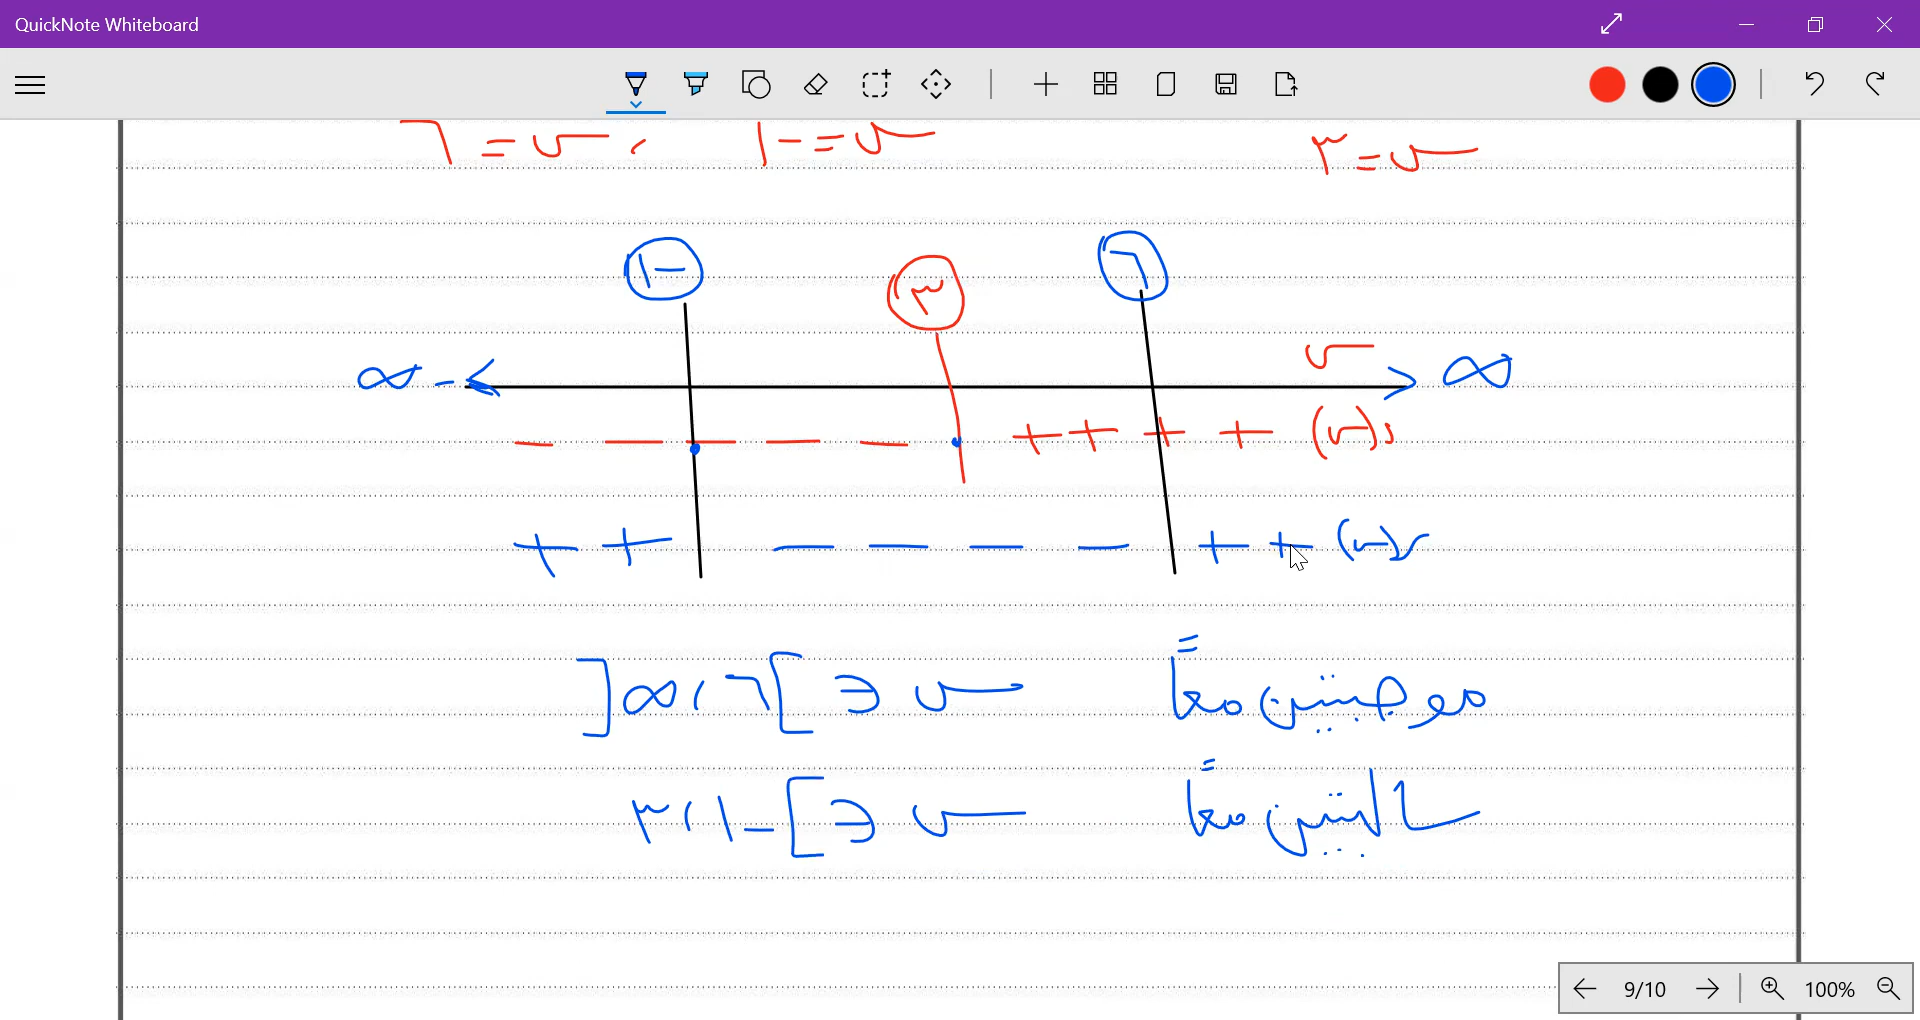 QuickNote Whiteboard
س = ٣ س = -١ ، س = ٦
-١ ٣ ٦
∞ س -∞
د(س) + + + + − − − − −
ر(س) + + − − − − + +
موجبتين معاً س ∈ ]٦ ، ∞[
سالبتين معاً س ∈ ]-١ ، ٣
9/10 100%